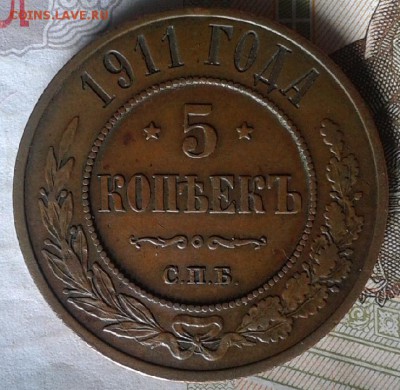 COINS.LAVE.RU
Л
1911 ГОДА
5
КОПѢЕКЪ
С.П.Б.